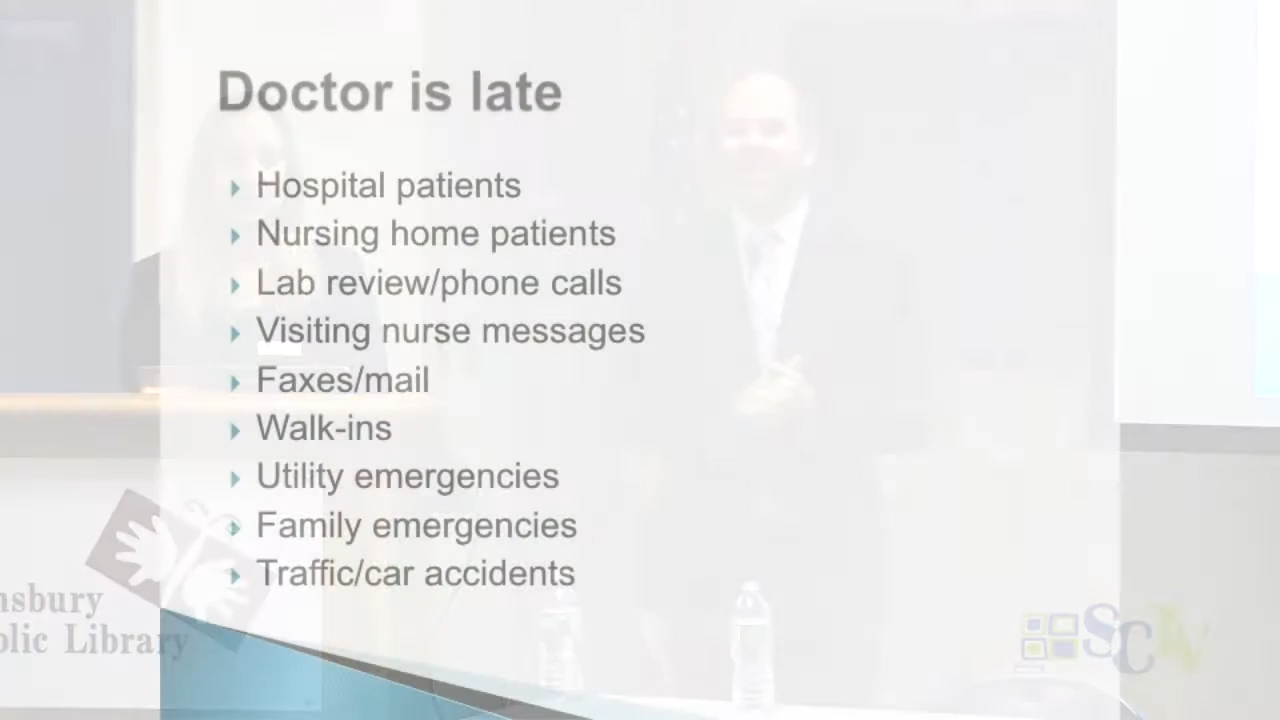 Doctor is late
Hospital patients
Nursing home patients
Lab review/phone calls
Visiting nurse messages
Faxes/mail
Walk-ins
Utility emergencies
Family emergencies
Traffic/car accidents
nsbury
blic Library
SCTV